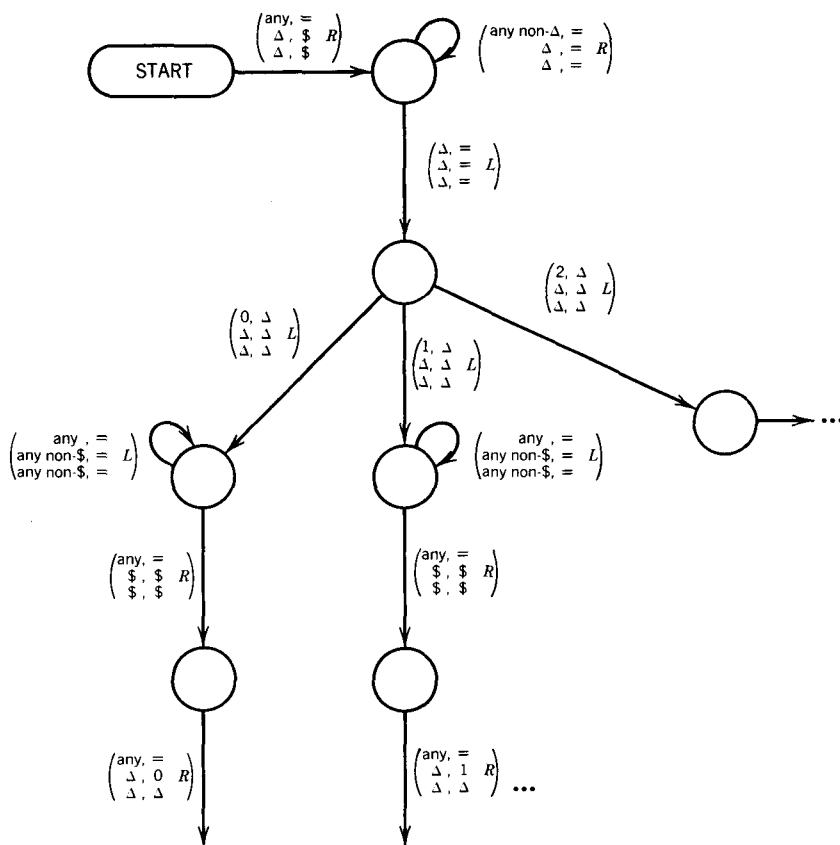 any, =
Δ, $ R
Δ, $
START
any non-Δ, =
Δ, = R
Δ, =
Δ, =
Δ, = L
Δ, =
0, Δ
Δ, Δ L
Δ, Δ
1, Δ
Δ, Δ L
Δ, Δ
2, Δ
Δ, Δ L
Δ, Δ
...
any, =
any non-$, = L
any non-$, =
any, =
any non-$, = L
any non-$, =
any, =
$, $ R
$, $
any, =
$, $ R
$, $
any, =
Δ, 0 R
Δ, Δ
any, =
Δ, 1 R
Δ, Δ
...